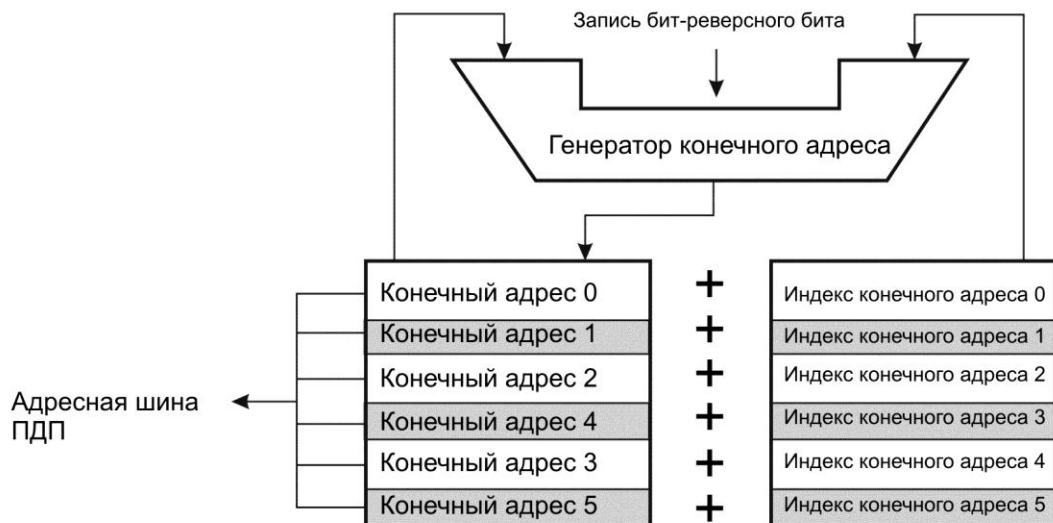 Запись бит-реверсного бита
Генератор конечного адреса
Конечный адрес 0
+
Индекс конечного адреса 0
Конечный адрес 1
+
Индекс конечного адреса 1
Конечный адрес 2
+
Индекс конечного адреса 2
Адресная шина
ПДП
Конечный адрес 4
+
Индекс конечного адреса 3
Конечный адрес 3
+
Индекс конечного адреса 4
Конечный адрес 5
+
Индекс конечного адреса 5